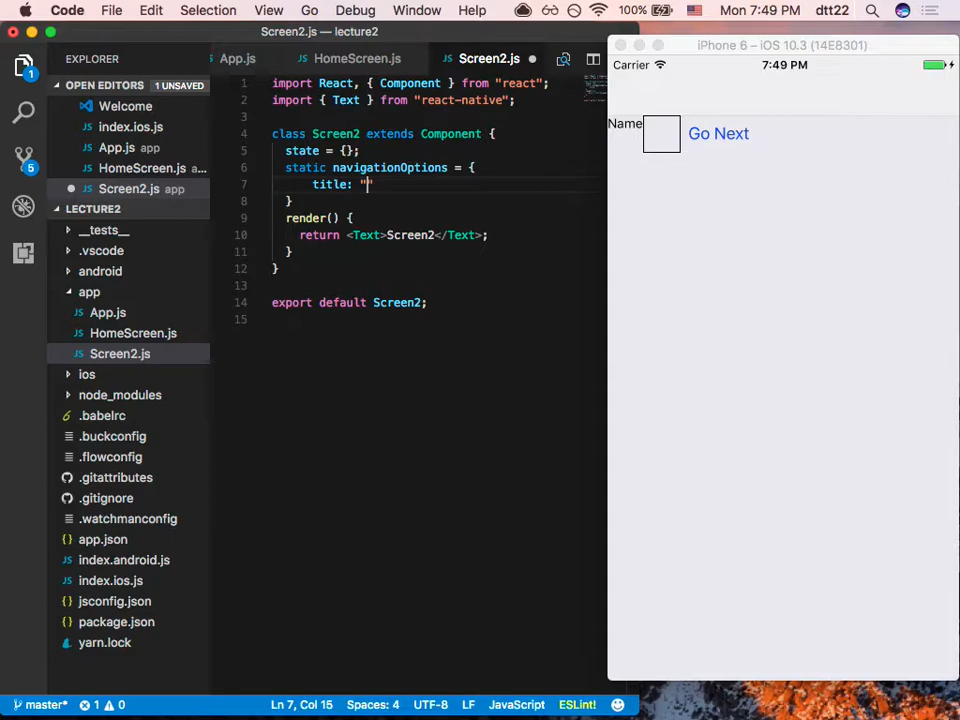 Code File Edit Selection View Go Debug Window Help 100% Mon 7:49 PM dtt22
Screen2.js — lecture2
EXPLORER
OPEN EDITORS 1 UNSAVED
Welcome
index.ios.js
App.js app
HomeScreen.js ...
Screen2.js app
LECTURE2
__tests__
.vscode
android
app
App.js
HomeScreen.js
Screen2.js
ios
node_modules
.babelrc
.buckconfig
.flowconfig
.gitattributes
.gitignore
.watchmanconfig
app.json
index.android.js
index.ios.js
jsconfig.json
package.json
yarn.lock
1
5
App.js HomeScreen.js Screen2.js
1 import React, { Component } from "react";
2 import { Text } from "react-native";
3
4 class Screen2 extends Component {
5 state = {};
6 static navigationOptions = {
7 title: ""
8 }
9 render() {
10 return <Text>Screen2</Text>;
11 }
12 }
13
14 export default Screen2;
15
iPhone 6 – iOS 10.3 (14E8301)
Carrier 7:49 PM
Name Go Next
master* 1 0 Ln 7, Col 15 Spaces: 4 UTF-8 LF JavaScript ESLint!